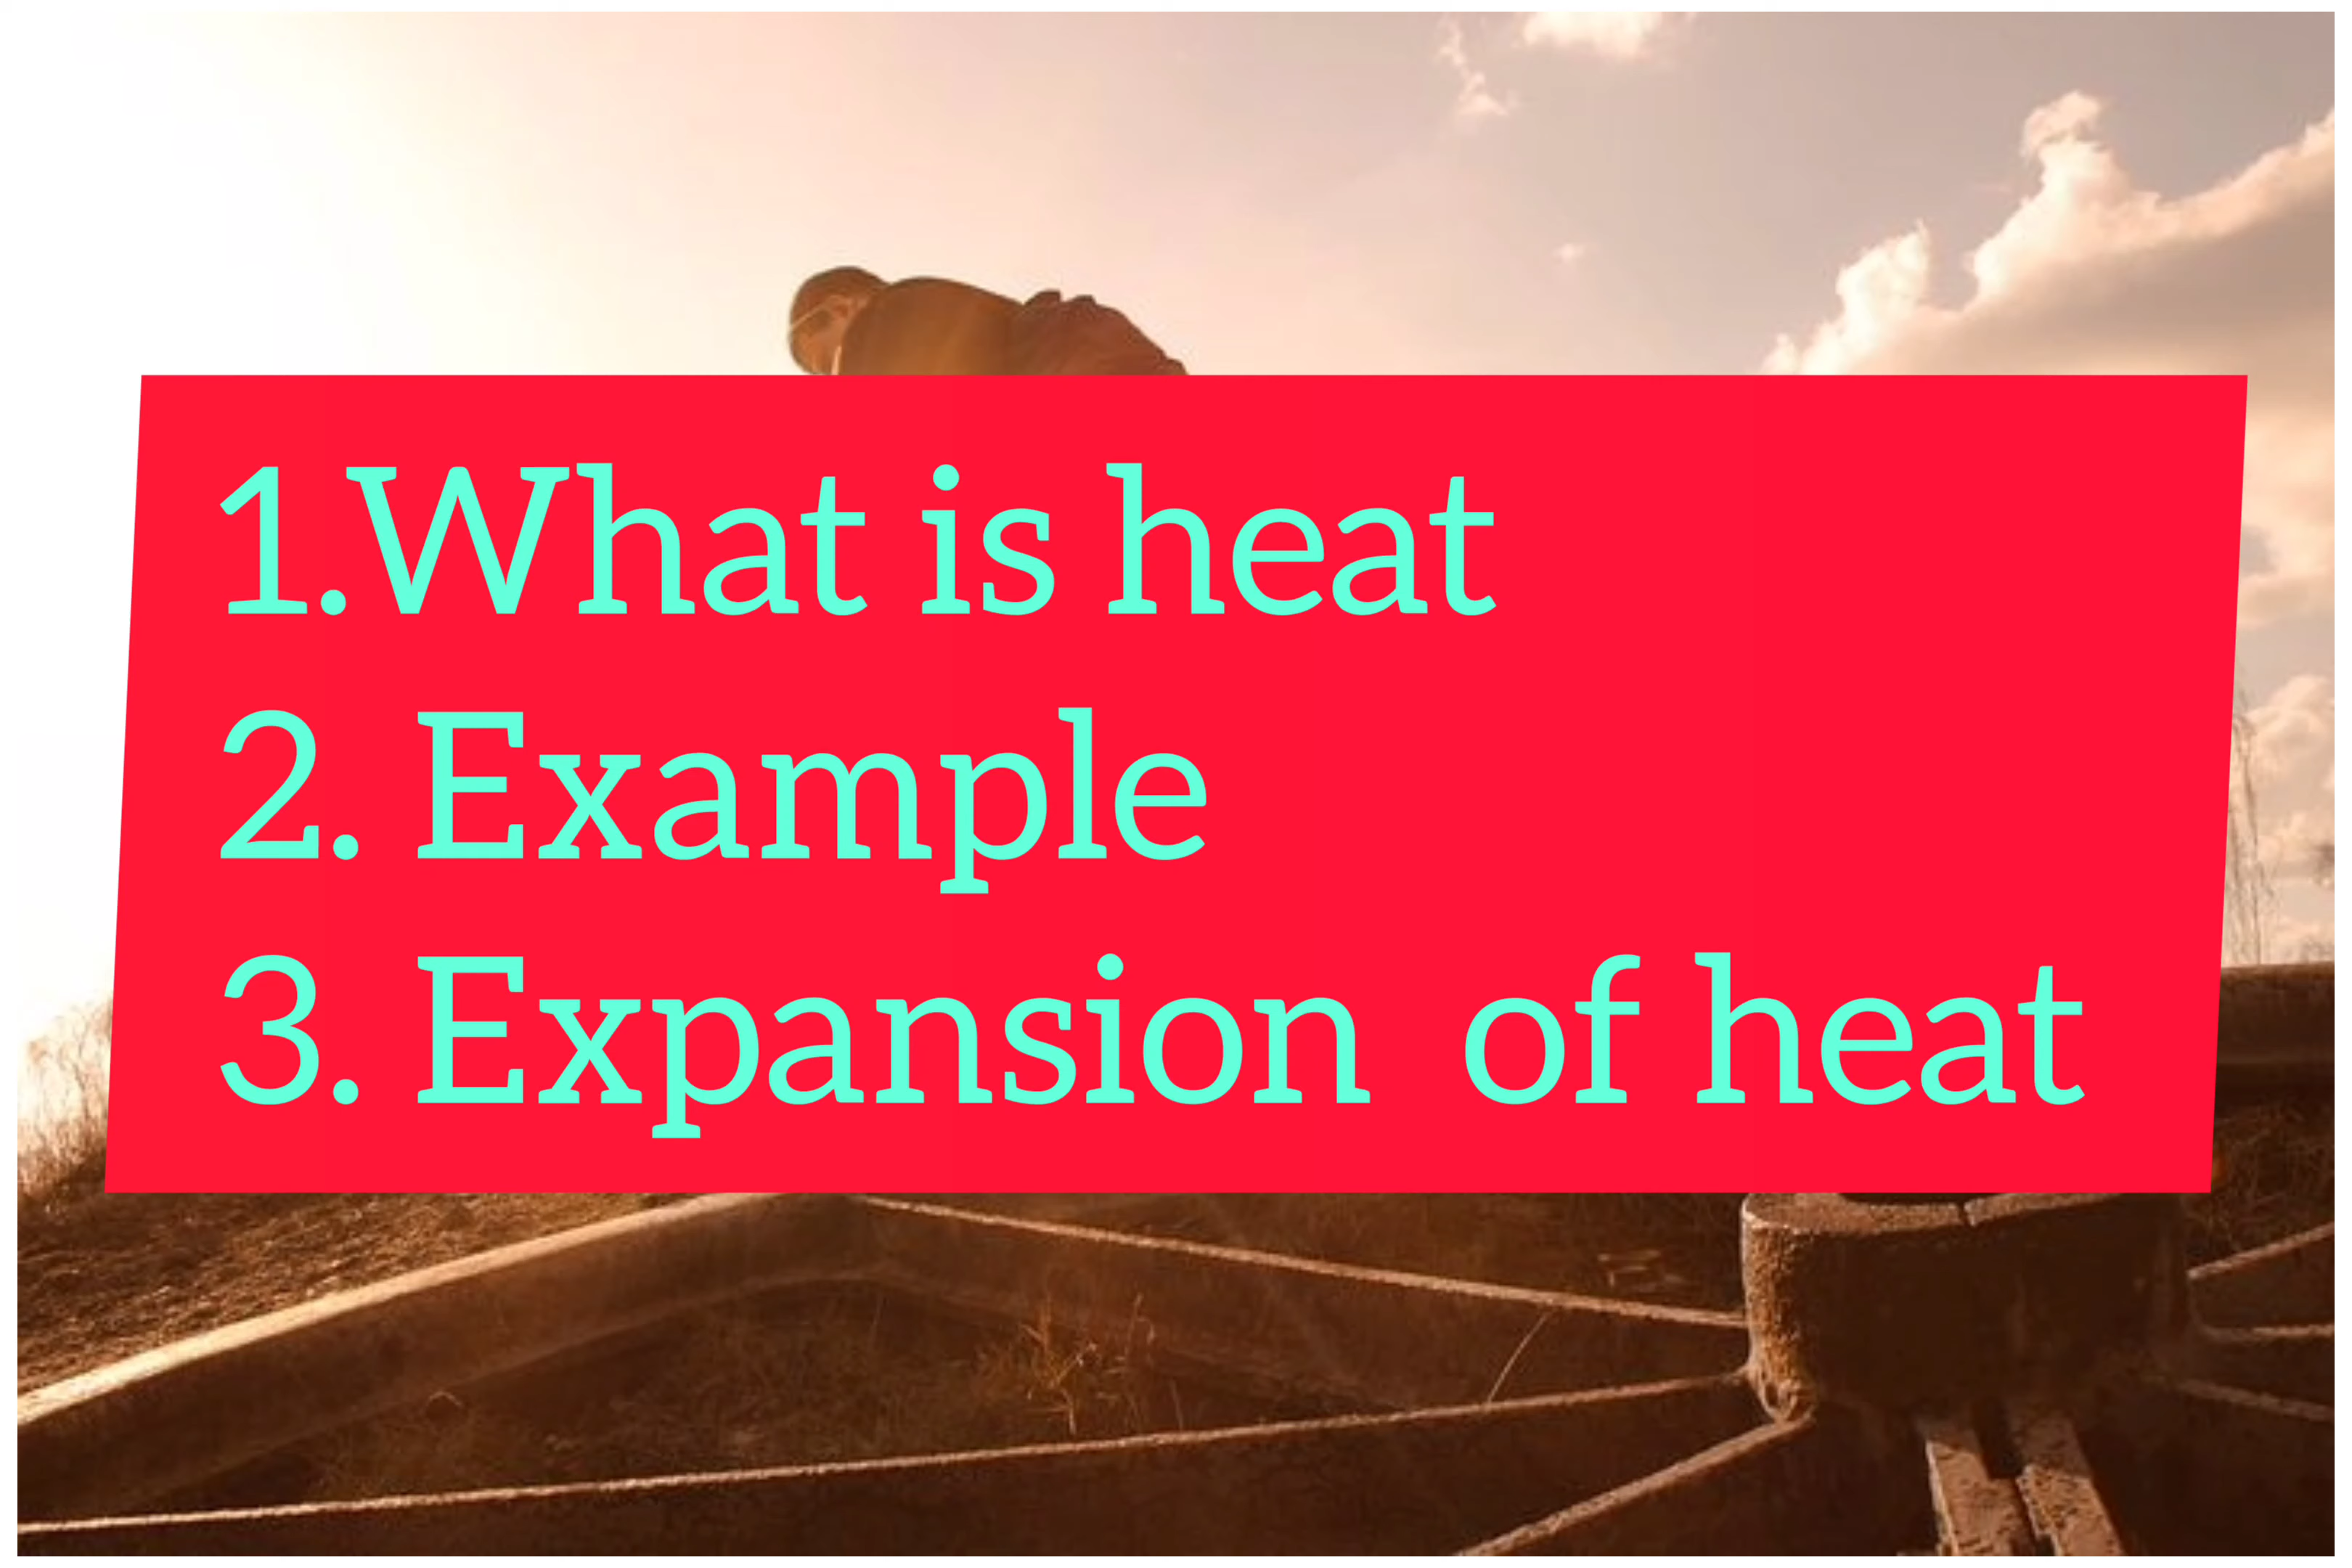 1.What is heat
2. Example
3. Expansion  of heat